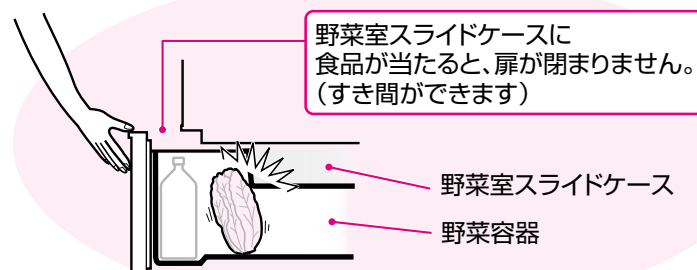 野菜室スライドケースに
食品が当たると、扉が閉まりません。
（すき間ができます）
野菜室スライドケース
野菜容器